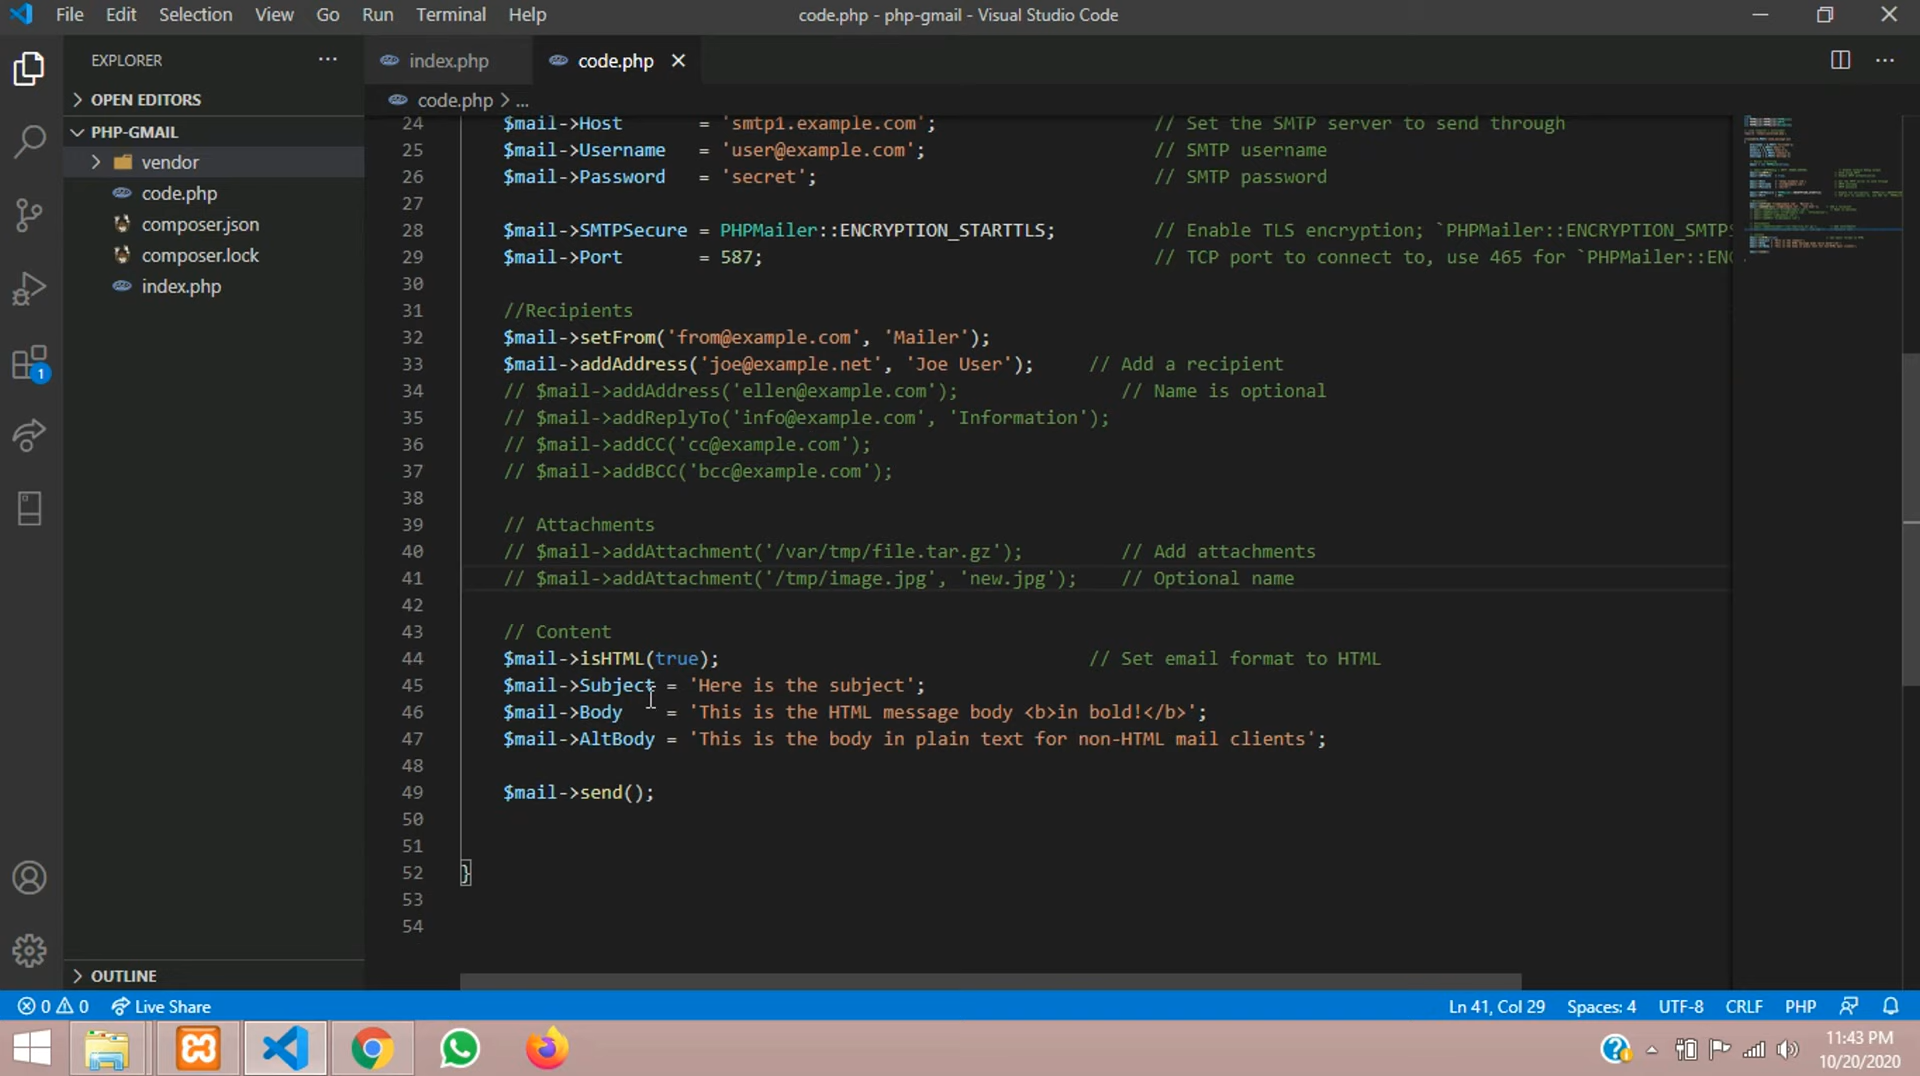 File Edit Selection View Go Run Terminal Help
code.php - php-gmail - Visual Studio Code
EXPLORER
OPEN EDITORS
PHP-GMAIL
vendor
code.php
composer.json
composer.lock
index.php
OUTLINE
1
index.php
code.php
code.php > ...
24 $mail->Host = 'smtp1.example.com'; // Set the SMTP server to send through
25 $mail->Username = 'user@example.com'; // SMTP username
26 $mail->Password = 'secret'; // SMTP password
27
28 $mail->SMTPSecure = PHPMailer::ENCRYPTION_STARTTLS; // Enable TLS encryption; `PHPMailer::ENCRYPTION_SMTPS
29 $mail->Port = 587; // TCP port to connect to, use 465 for `PHPMailer::ENC
30
31 //Recipients
32 $mail->setFrom('from@example.com', 'Mailer');
33 $mail->addAddress('joe@example.net', 'Joe User'); // Add a recipient
34 // $mail->addAddress('ellen@example.com'); // Name is optional
35 // $mail->addReplyTo('info@example.com', 'Information');
36 // $mail->addCC('cc@example.com');
37 // $mail->addBCC('bcc@example.com');
38
39 // Attachments
40 // $mail->addAttachment('/var/tmp/file.tar.gz'); // Add attachments
41 // $mail->addAttachment('/tmp/image.jpg', 'new.jpg'); // Optional name
42
43 // Content
44 $mail->isHTML(true); // Set email format to HTML
45 $mail->Subject = 'Here is the subject';
46 $mail->Body = 'This is the HTML message body <b>in bold!</b>';
47 $mail->AltBody = 'This is the body in plain text for non-HTML mail clients';
48
49 $mail->send();
50
51
52 }
53
54
0 0 Live Share
Ln 41, Col 29 Spaces: 4 UTF-8 CRLF PHP
11:43 PM
10/20/2020